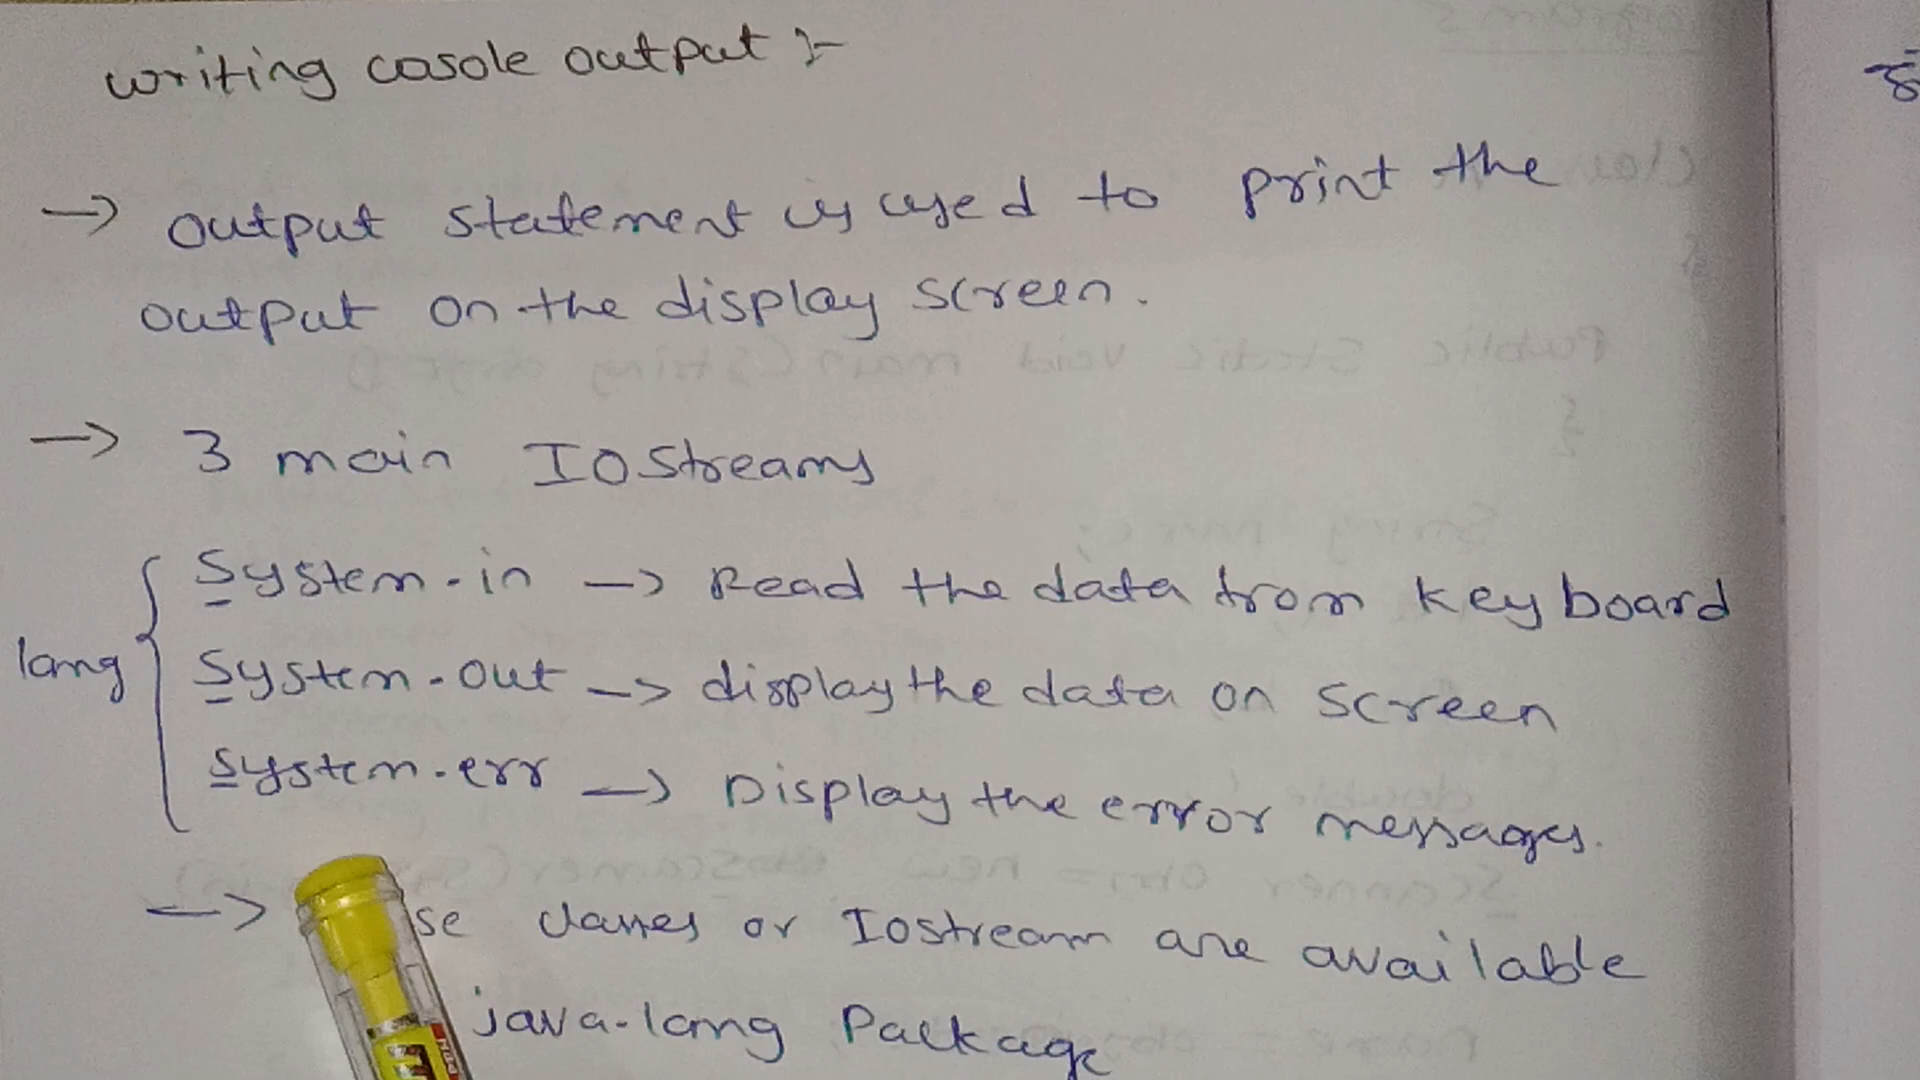 writing cosole output :-
→ output statement is used to print the
output on the display screen.
→ 3 main IOStreams
System.in → Read the data from keyboard
lang { System.out → display the data on screen
System.err → Display the error messages.
→ se classes or Iostream are available
java.lang Package